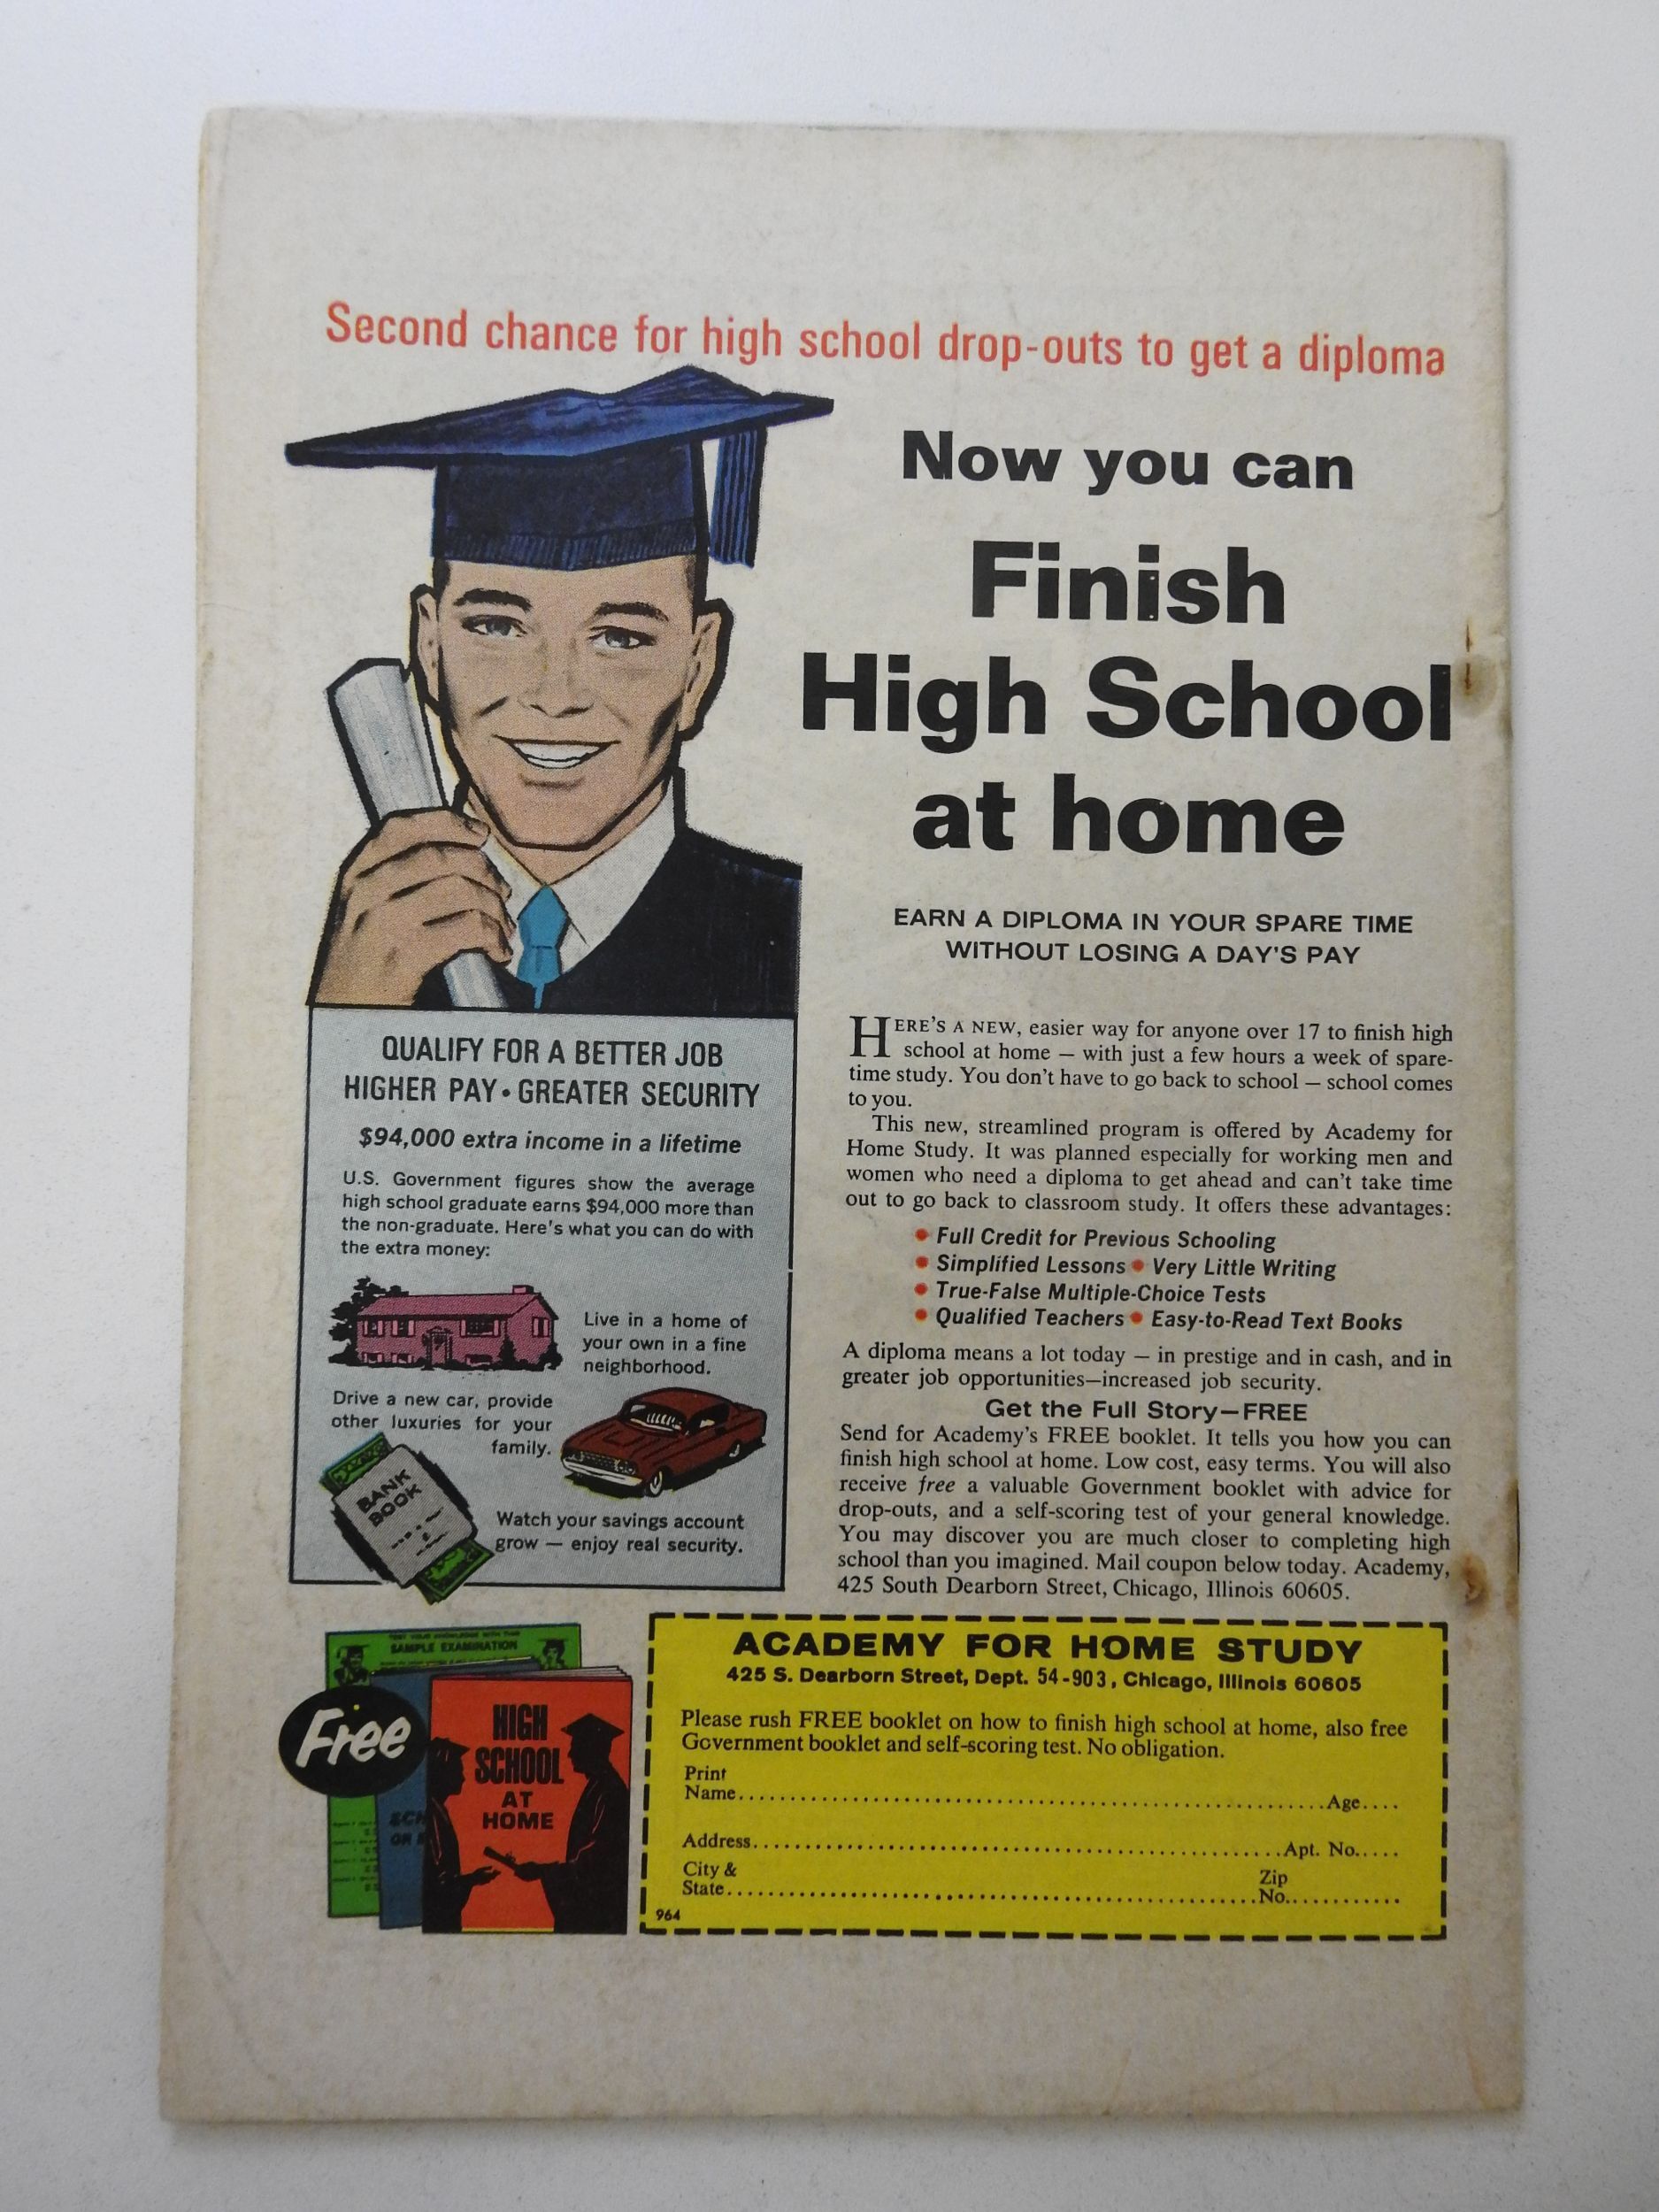 Second chance for high school drop-outs to get a diploma
Now you can
Finish
High School
at home
EARN A DIPLOMA IN YOUR SPARE TIME
WITHOUT LOSING A DAY'S PAY
HERE'S A NEW, easier way for anyone over 17 to finish high
school at home — with just a few hours a week of spare-
time study. You don't have to go back to school — school comes
to you.
This new, streamlined program is offered by Academy for
Home Study. It was planned especially for working men and
women who need a diploma to get ahead and can't take time
out to go back to classroom study. It offers these advantages:
• Full Credit for Previous Schooling
• Simplified Lessons • Very Little Writing
• True-False Multiple-Choice Tests
• Qualified Teachers • Easy-to-Read Text Books
A diploma means a lot today — in prestige and in cash, and in
greater job opportunities—increased job security.
Get the Full Story—FREE
Send for Academy's FREE booklet. It tells you how you can
finish high school at home. Low cost, easy terms. You will also
receive free a valuable Government booklet with advice for
drop-outs, and a self-scoring test of your general knowledge.
You may discover you are much closer to completing high
school than you imagined. Mail coupon below today. Academy,
425 South Dearborn Street, Chicago, Illinois 60605.
QUALIFY FOR A BETTER JOB
HIGHER PAY • GREATER SECURITY
$94,000 extra income in a lifetime
U.S. Government figures show the average
high school graduate earns $94,000 more than
the non-graduate. Here's what you can do with
the extra money:
Live in a home of
your own in a fine
neighborhood.
Drive a new car, provide
other luxuries for your
family.
BANK
BOOK
Watch your savings account
grow — enjoy real security.
TEST YOUR KNOWLEDGE WITH THIS
SAMPLE EXAMINATION
Free
HIGH
SCHOOL
AT
HOME
ACADEMY FOR HOME STUDY
425 S. Dearborn Street, Dept. 54-903, Chicago, Illinois 60605
Please rush FREE booklet on how to finish high school at home, also free
Government booklet and self-scoring test. No obligation.
Print
Name..........Age....
Address..........Apt. No.....
City &
State..........
Zip
No............
964